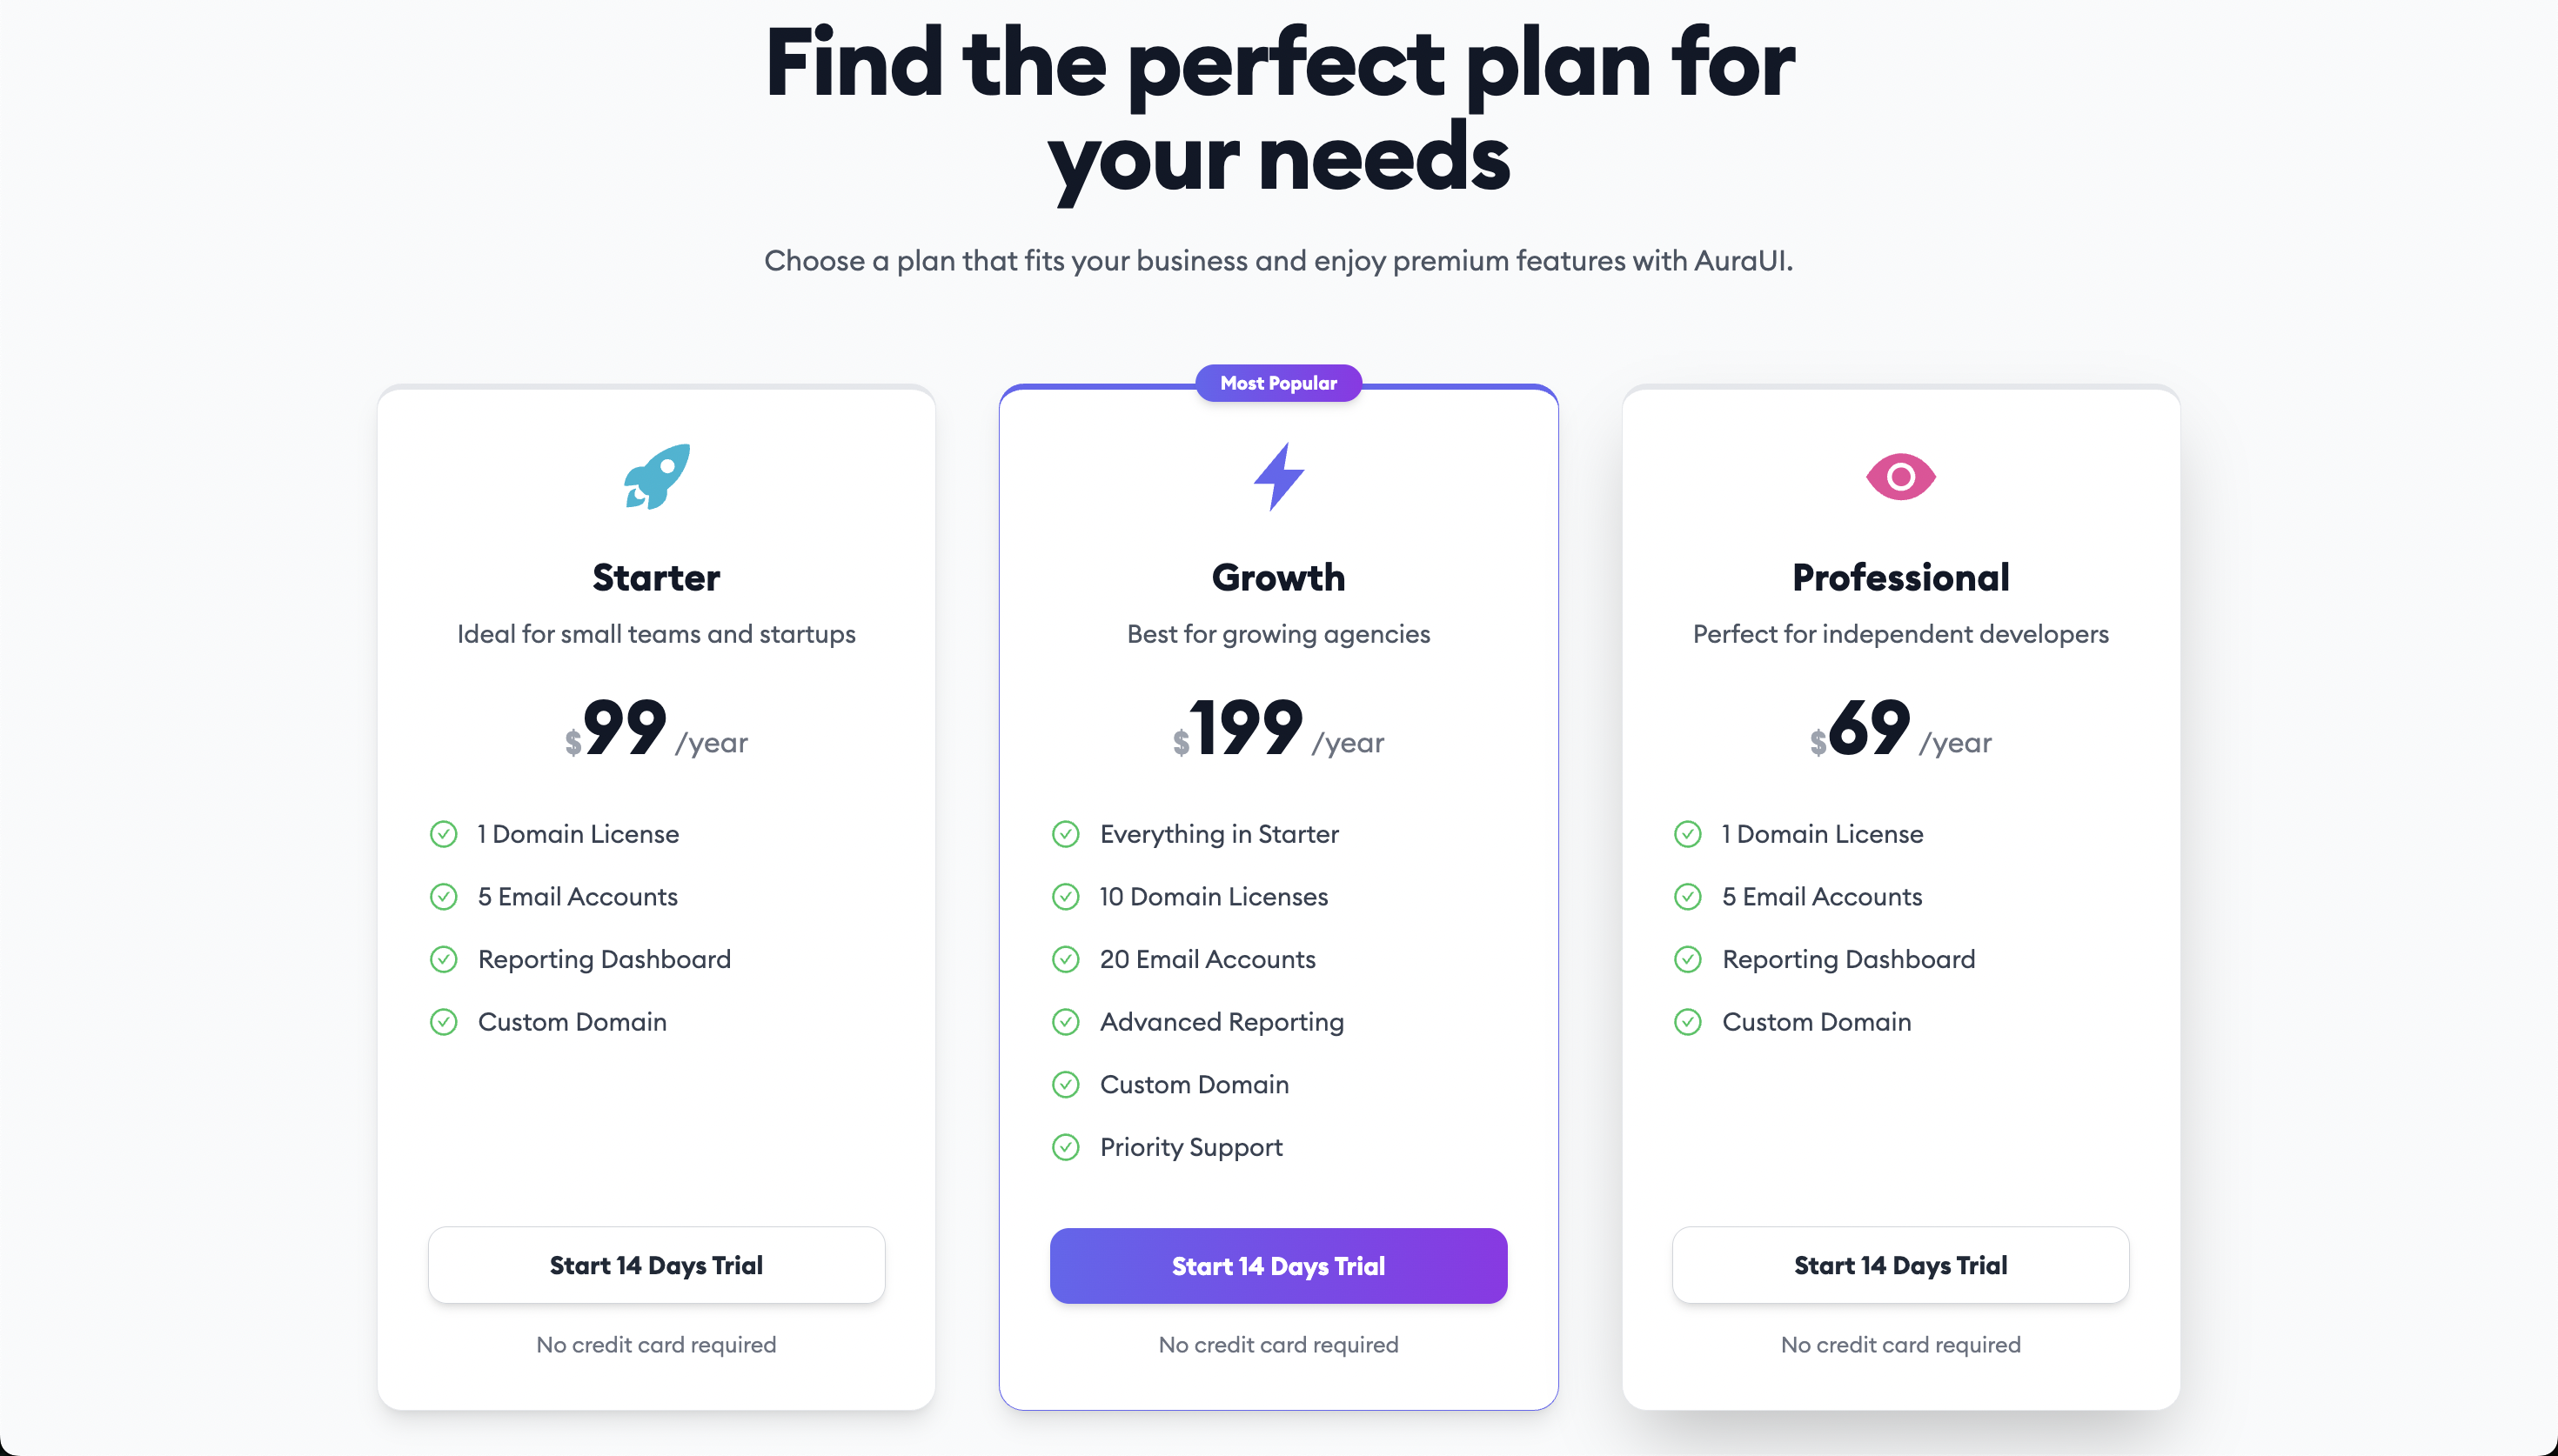 Find the perfect plan for
your needs
Choose a plan that fits your business and enjoy premium features with AuraUI.
Starter
Ideal for small teams and startups
$99 /year
1 Domain License
5 Email Accounts
Reporting Dashboard
Custom Domain
Start 14 Days Trial
No credit card required
Most Popular
Growth
Best for growing agencies
$199 /year
Everything in Starter
10 Domain Licenses
20 Email Accounts
Advanced Reporting
Custom Domain
Priority Support
Start 14 Days Trial
No credit card required
Professional
Perfect for independent developers
$69 /year
1 Domain License
5 Email Accounts
Reporting Dashboard
Custom Domain
Start 14 Days Trial
No credit card required